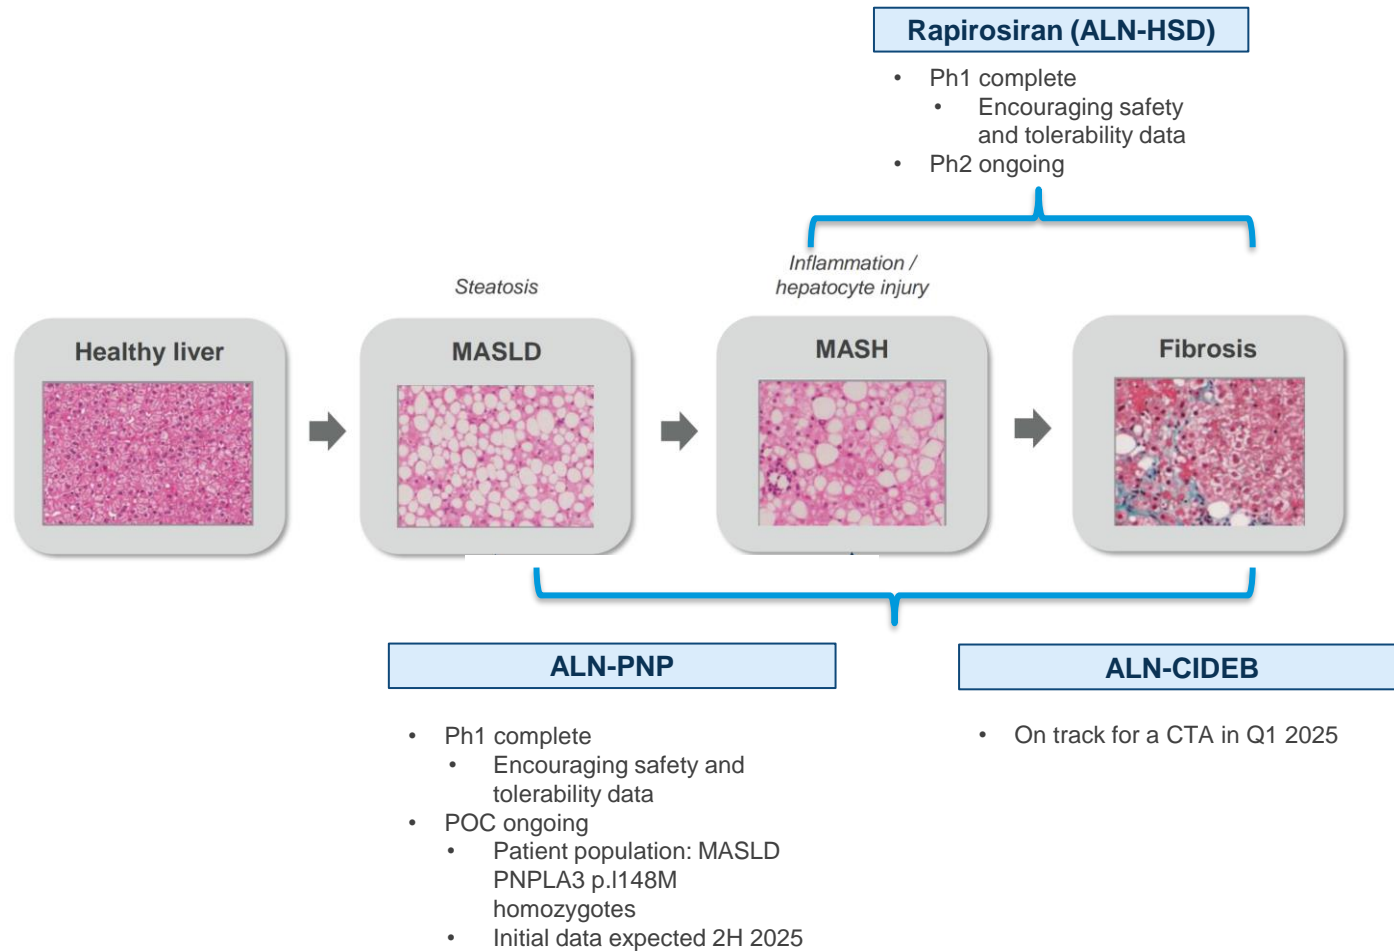 Rapirosiran (ALN-HSD)
• Ph1 complete
• Encouraging safety
and tolerability data
• Ph2 ongoing
Steatosis
Inflammation /
hepatocyte injury
Healthy liver
MASLD
MASH
Fibrosis
ALN-PNP
• Ph1 complete
• Encouraging safety and
tolerability data
• POC ongoing
• Patient population: MASLD
PNPLA3 p.I148M
homozygotes
• Initial data expected 2H 2025
ALN-CIDEB
• On track for a CTA in Q1 2025